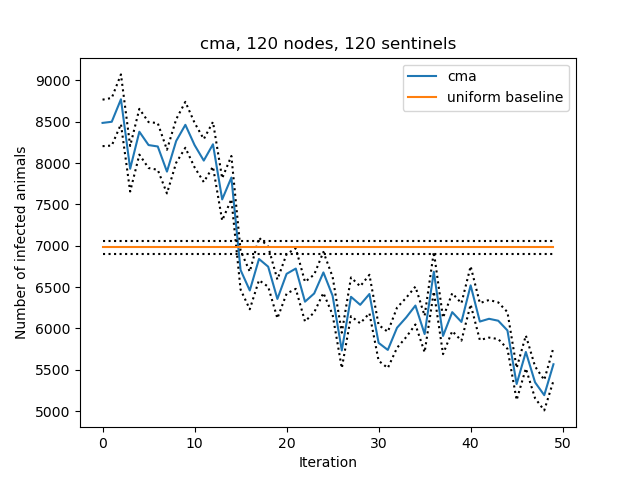 cma, 120 nodes, 120 sentinels
cma
uniform baseline
Number of infected animals
9000
8500
8000
7500
7000
6500
6000
5500
5000
0 10 20 30 40 50
Iteration